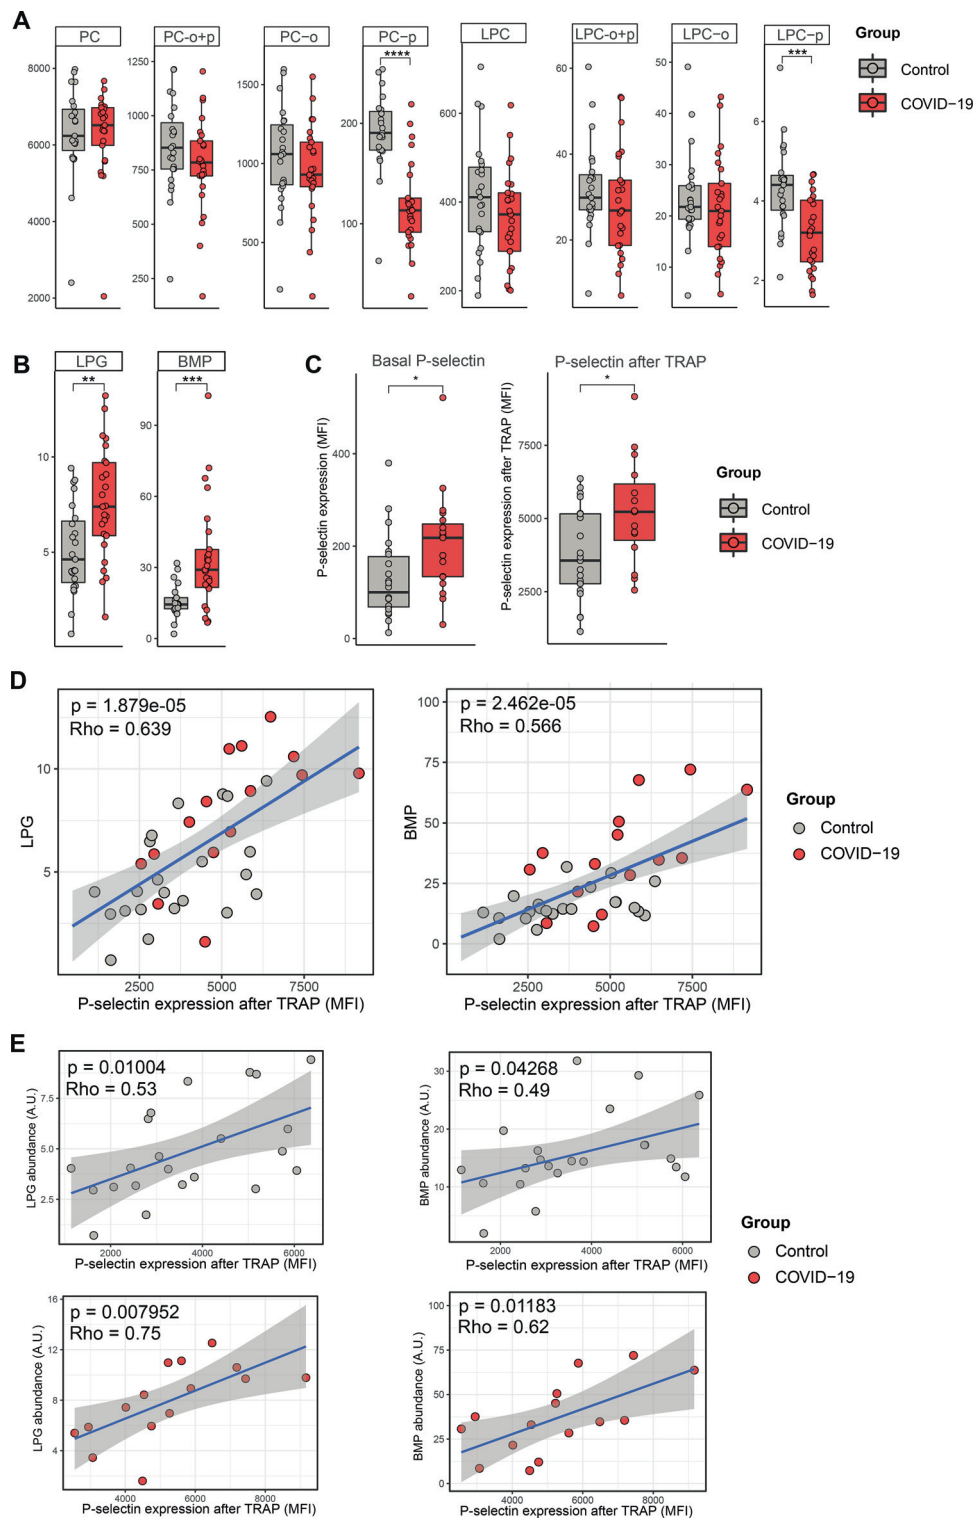 A
PC
PC-o+p
PC−o
PC−p
LPC
LPC-o+p
LPC−o
LPC−p
Group
Control
COVID−19
****
***
8000
6000
4000
2000
1250
1000
750
500
250
1500
1000
500
200
100
600
400
200
60
40
20
50
40
30
20
10
6
4
2
B
LPG
BMP
**
***
10
5
90
60
30
0
C
Basal P-selectin
P-selectin after TRAP
*
*
P-selectin expression (MFI)
400
200
0
P-selectin expression after TRAP (MFI)
7500
5000
2500
Group
Control
COVID−19
D
p = 1.879e-05
Rho = 0.639
LPG
10
5
2500
5000
7500
P-selectin expression after TRAP (MFI)
p = 2.462e-05
Rho = 0.566
BMP
100
75
50
25
0
2500
5000
7500
P-selectin expression after TRAP (MFI)
Group
Control
COVID−19
E
p = 0.01004
Rho = 0.53
LPG abundance (A.U.)
7.5
5.0
2.5
2000
4000
6000
P-selectin expression after TRAP (MFI)
p = 0.04268
Rho = 0.49
BMP abundance (A.U.)
30
20
10
2000
4000
6000
P-selectin expression after TRAP (MFI)
p = 0.007952
Rho = 0.75
LPG abundance (A.U.)
16
12
8
4
4000
6000
8000
P-selectin expression after TRAP (MFI)
p = 0.01183
Rho = 0.62
BMP abundance (A.U.)
100
75
50
25
0
4000
6000
8000
P-selectin expression after TRAP (MFI)
Group
Control
COVID−19